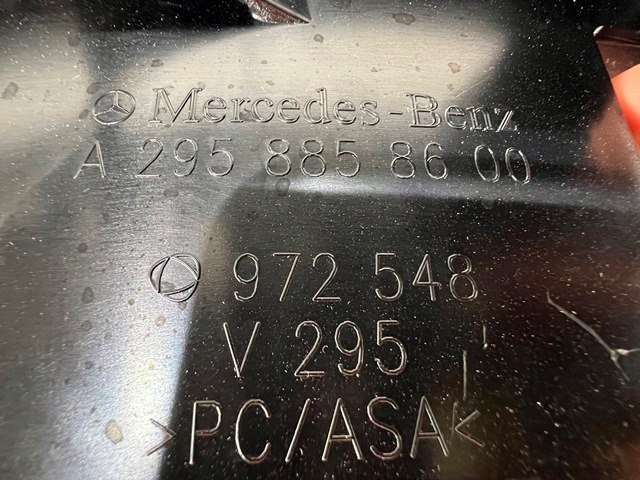 Mercedes-Benz
A 295 885 86 00
972 548
V 295
>PC/ASA<